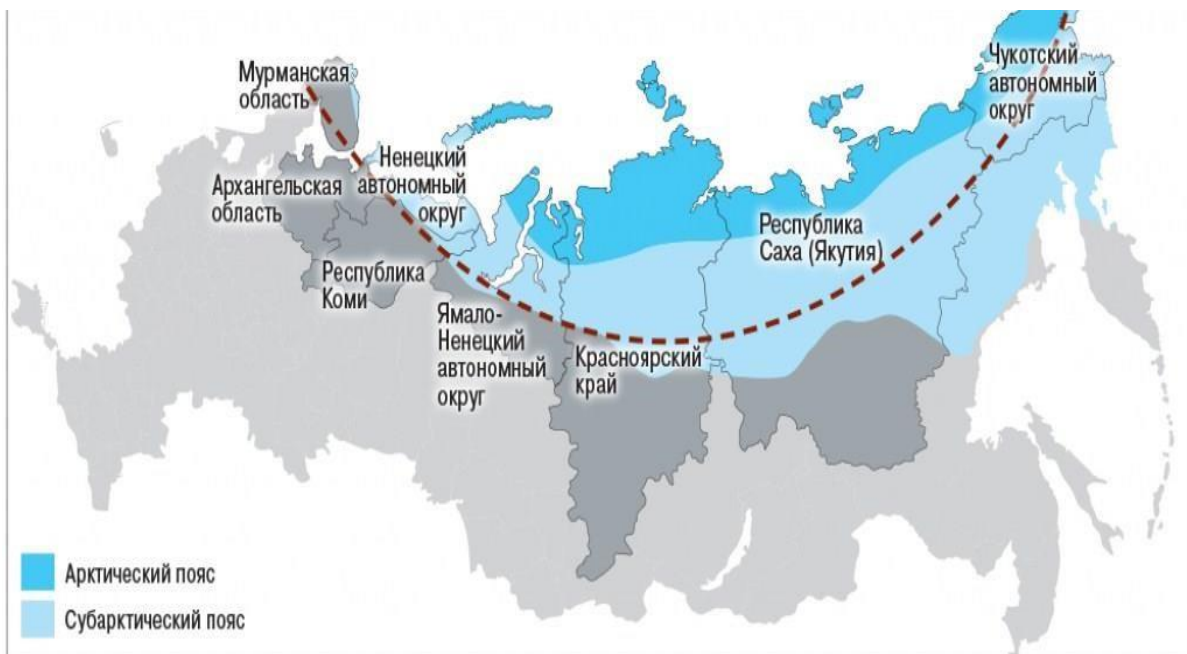 Мурманская
область
Чукотский
автономный
округ
Ненецкий
автономный
округ
Архангельская
область
Республика
Саха (Якутия)
Республика
Коми
Ямало-
Ненецкий
автономный
округ
Красноярский
край
Арктический пояс
Субарктический пояс